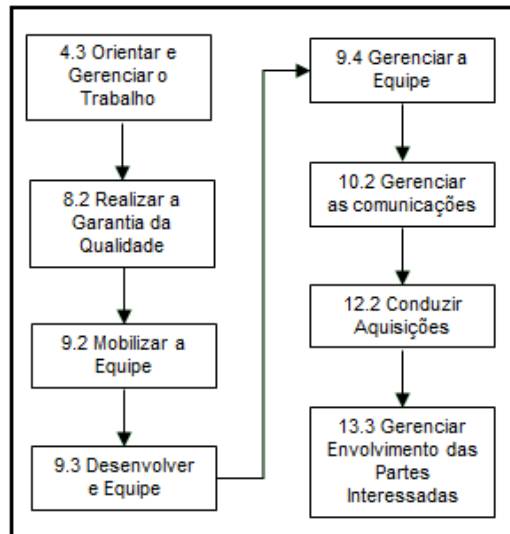 4.3 Orientar e
Gerenciar o
Trabalho
8.2 Realizar a
Garantia da
Qualidade
9.2 Mobilizar a
Equipe
9.3 Desenvolver
e Equipe
9.4 Gerenciar a
Equipe
10.2 Gerenciar
as comunicações
12.2 Conduzir
Aquisições
13.3 Gerenciar
Envolvimento das
Partes
Interessadas